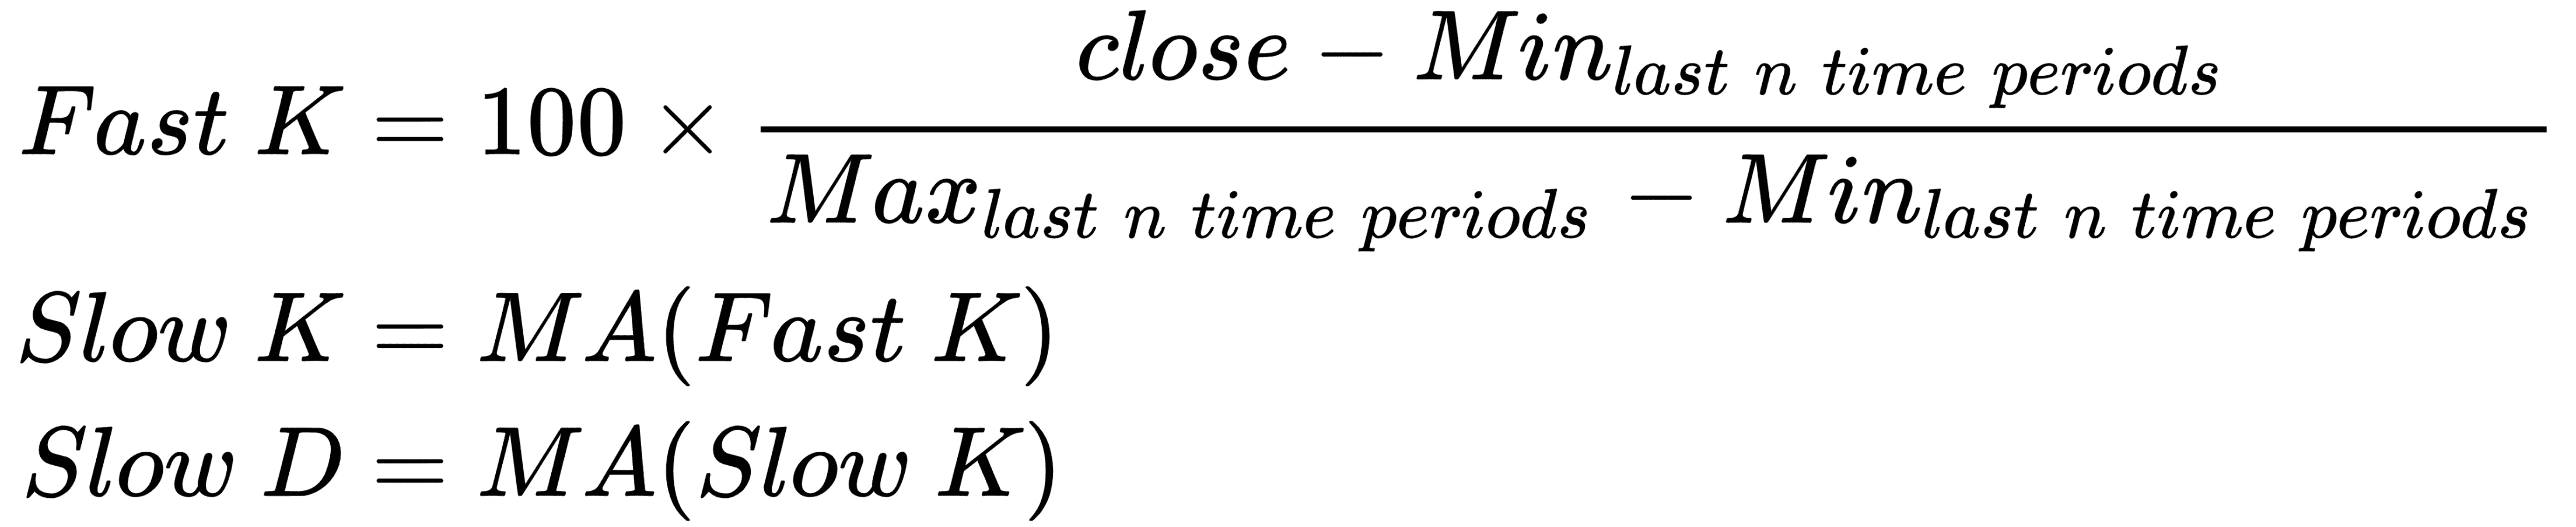 Fast K = 100 × \frac{close − Min_{last n time periods}}{Max_{last n time periods} − Min_{last n time periods}}
Slow K = MA(Fast K)
Slow D = MA(Slow K)